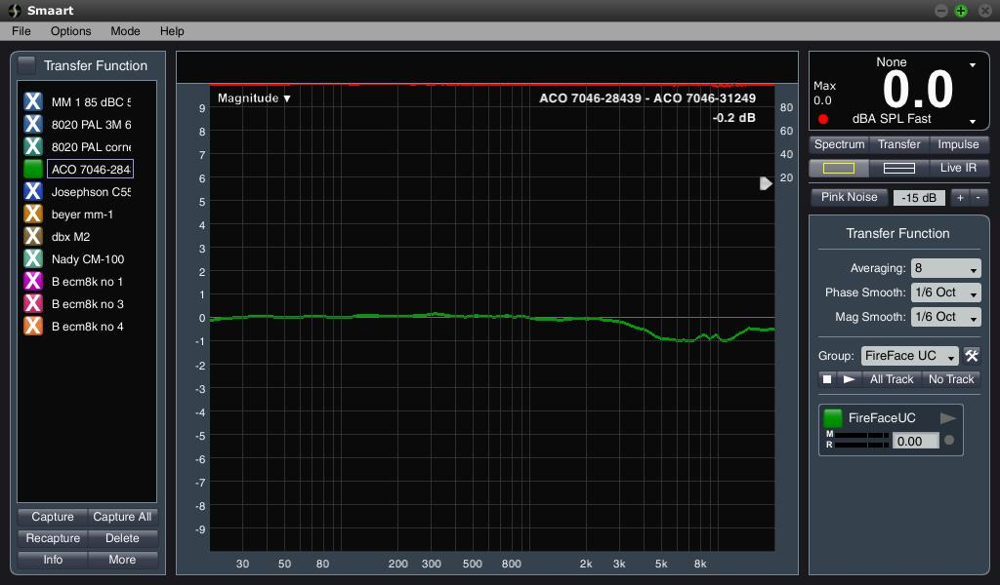 Smaart
File Options Mode Help
Transfer Function
MM 1 85 dBC
8020 PAL 3M 6
8020 PAL corne
ACO 7046-284
Josephson C55
beyer mm-1
dbx M2
Nady CM-100
B ecm8k no 1
B ecm8k no 3
B ecm8k no 4
Capture Capture All
Recapture Delete
Info More
Magnitude ▼
ACO 7046-28439 - ACO 7046-31249
-0.2 dB
9
8
7
6
5
4
3
2
1
0
-1
-2
-3
-4
-5
-6
-7
-8
-9
80
60
40
20
30 50 80 200 300 500 800 2k 3k 5k 8k
None
Max
0.0
0.0
dBA SPL Fast
Spectrum Transfer Impulse
Live IR
Pink Noise -15 dB + -
Transfer Function
Averaging: 8
Phase Smooth: 1/6 Oct
Mag Smooth: 1/6 Oct
Group: FireFace UC
All Track No Track
FireFaceUC
M
R
0.00